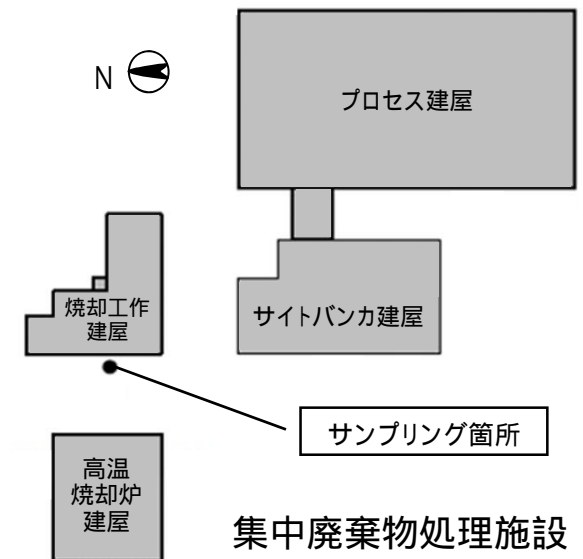 N
プロセス建屋
焼却工作
建屋
サイトバンカ建屋
サンプリング箇所
高温
焼却炉
建屋
集中廃棄物処理施設